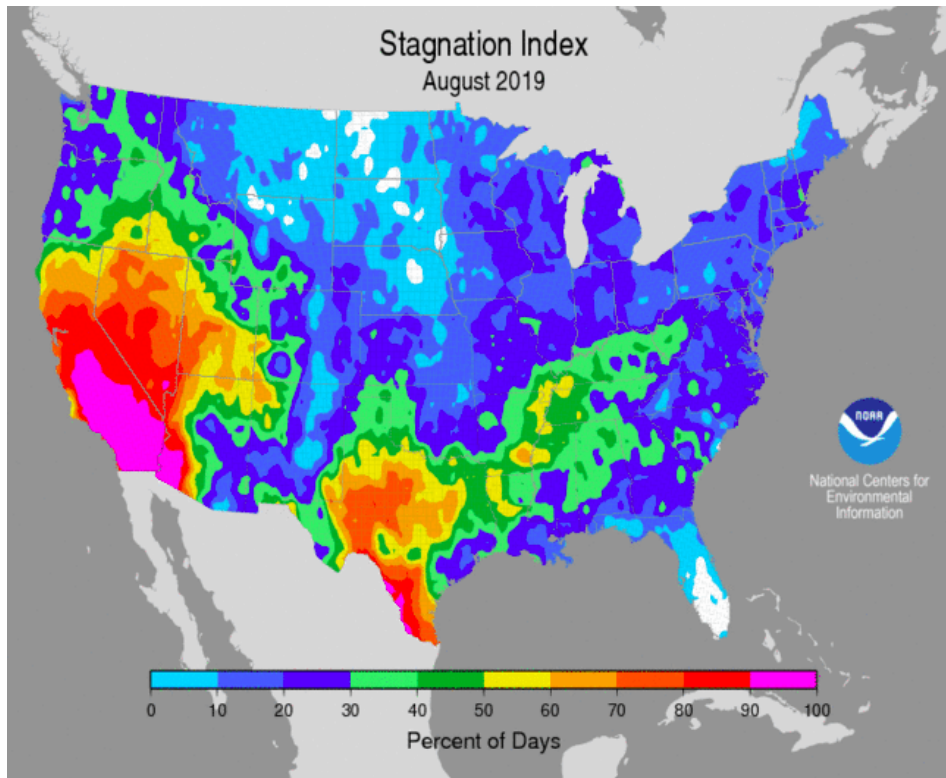 Stagnation Index
August 2019
NOAA
National Centers for
Environmental
Information
0 10 20 30 40 50 60 70 80 90 100
Percent of Days